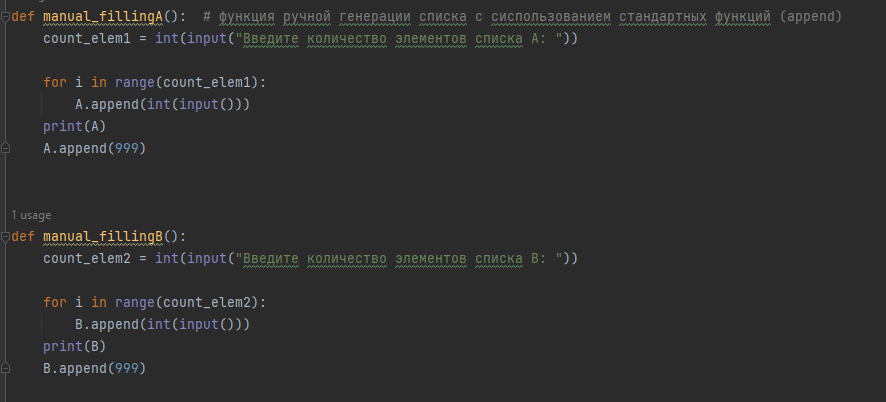 def manual_fillingA():  # функция ручной генерации списка с сиспользованием стандартных функций (append)
    count_elem1 = int(input("Введите количество элементов списка A: "))
    for i in range(count_elem1):
        A.append(int(input()))
    print(A)
    A.append(999)
1 usage
def manual_fillingB():
    count_elem2 = int(input("Введите количество элементов списка B: "))
    for i in range(count_elem2):
        B.append(int(input()))
    print(B)
    B.append(999)